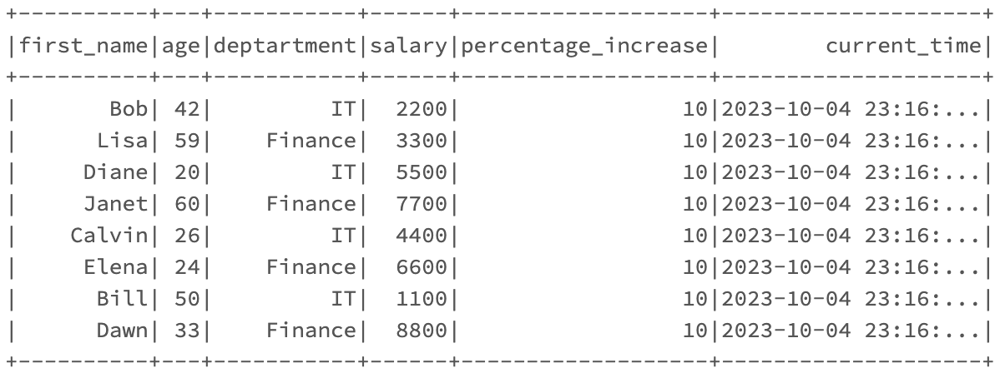 +----------+---+-----------+------+-------------------+--------------------+
|first_name|age|deptartment|salary|percentage_increase|        current_time|
+----------+---+-----------+------+-------------------+--------------------+
|       Bob| 42|         IT|  2200|                 10|2023-10-04 23:16:...|
|      Lisa| 59|    Finance|  3300|                 10|2023-10-04 23:16:...|
|     Diane| 20|         IT|  5500|                 10|2023-10-04 23:16:...|
|     Janet| 60|    Finance|  7700|                 10|2023-10-04 23:16:...|
|    Calvin| 26|         IT|  4400|                 10|2023-10-04 23:16:...|
|     Elena| 24|    Finance|  6600|                 10|2023-10-04 23:16:...|
|      Bill| 50|         IT|  1100|                 10|2023-10-04 23:16:...|
|      Dawn| 33|    Finance|  8800|                 10|2023-10-04 23:16:...|
+----------+---+-----------+------+-------------------+--------------------+